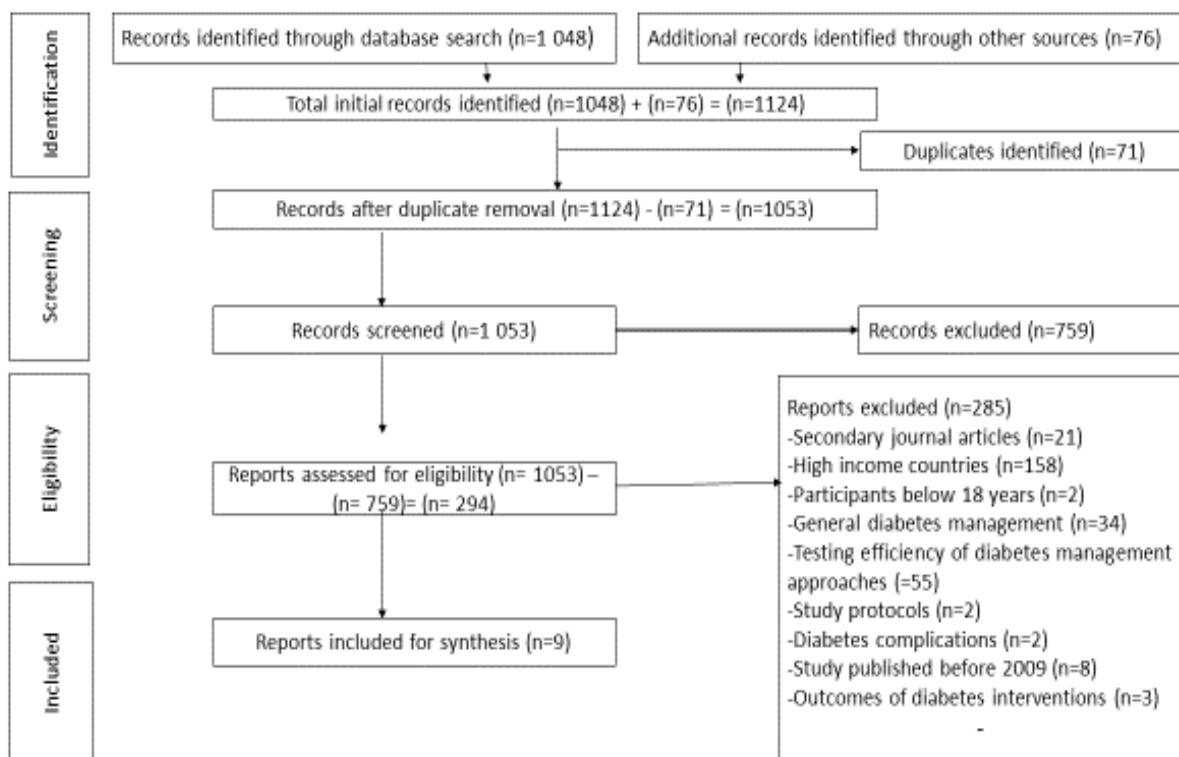 Identification
Records identified through database search (n=1 048)
Additional records identified through other sources (n=76)
Total initial records identified (n=1048) + (n=76) = (n=1124)
Duplicates identified (n=71)
Screening
Records after duplicate removal (n=1124) - (n=71) = (n=1053)
Records screened (n=1 053)
Records excluded (n=759)
Eligibility
Reports assessed for eligibility (n= 1053) –
(n= 759)= (n= 294)
Reports excluded (n=285)
-Secondary journal articles (n=21)
-High income countries (n=158)
-Participants below 18 years (n=2)
-General diabetes management (n=34)
-Testing efficiency of diabetes management
approaches (=55)
-Study protocols (n=2)
-Diabetes complications (n=2)
-Study published before 2009 (n=8)
-Outcomes of diabetes interventions (n=3)
-
Included
Reports included for synthesis (n=9)